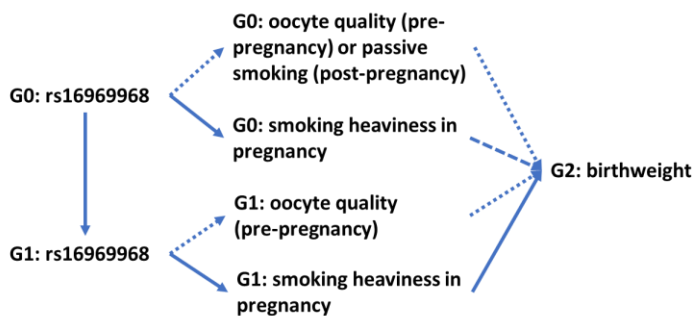 G0: oocyte quality (pre-
pregnancy) or passive
smoking (post-pregnancy)
G0: rs16969968
G0: smoking heaviness in
pregnancy
G2: birthweight
G1: oocyte quality
(pre-pregnancy)
G1: rs16969968
G1: smoking heaviness in
pregnancy